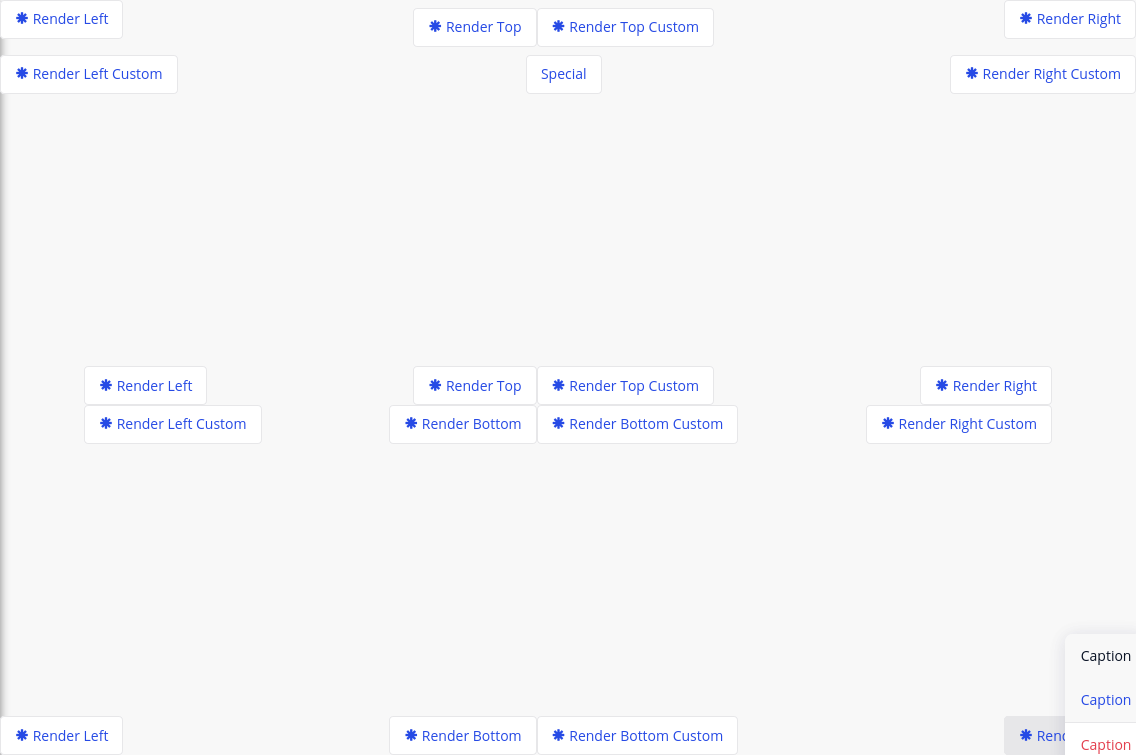 Render Left
Render Top
Render Top Custom
Render Right
Render Left Custom
Special
Render Right Custom
Render Left
Render Top
Render Top Custom
Render Right
Render Left Custom
Render Bottom
Render Bottom Custom
Render Right Custom
Caption
Caption
Render Left
Render Bottom
Render Bottom Custom
Caption